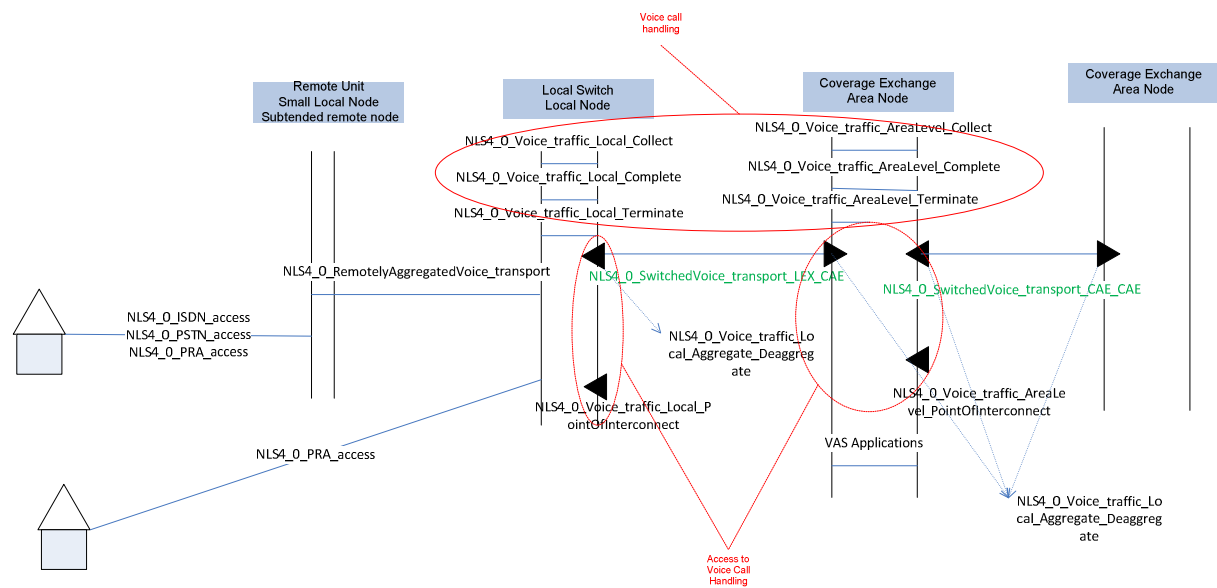 Voice call
handling
Remote Unit
Small Local Node
Subtended remote node
Local Switch
Local Node
Coverage Exchange
Area Node
Coverage Exchange
Area Node
NLS4_0_Voice_traffic_Local_Collect
NLS4_0_Voice_traffic_AreaLevel_Collect
NLS4_0_Voice_traffic_Local_Complete
NLS4_0_Voice_traffic_AreaLevel_Complete
NLS4_0_Voice_traffic_Local_Terminate
NLS4_0_Voice_traffic_AreaLevel_Terminate
NLS4_0_RemotelyAggregatedVoice_transport
NLS4_0_SwitchedVoice_transport_LEX_CAE
NLS4_0_SwitchedVoice_transport_CAE_CAE
NLS4_0_ISDN_access
NLS4_0_PSTN_access
NLS4_0_PRA_access
NLS4_0_Voice_traffic_Lo
cal_Aggregate_Deaggreg
ate
NLS4_0_Voice_traffic_Local_P
ointOfInterconnect
NLS4_0_Voice_traffic_AreaLe
vel_PointOfInterconnect
VAS Applications
NLS4_0_PRA_access
NLS4_0_Voice_traffic_Lo
cal_Aggregate_Deaggreg
ate
Access to
Voice Call
Handling